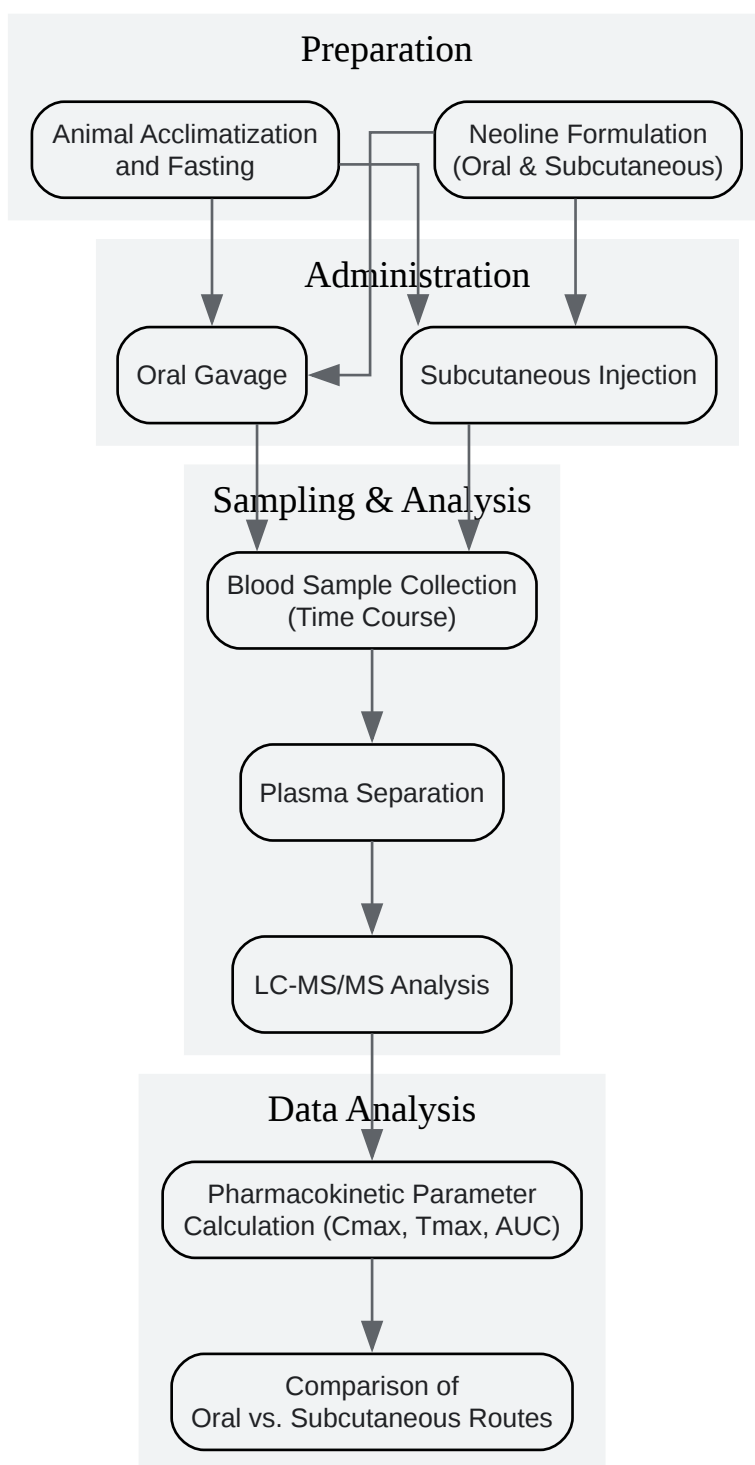 Preparation
Animal Acclimatization
and Fasting
Neoline Formulation
(Oral & Subcutaneous)
Administration
Oral Gavage
Subcutaneous Injection
Sampling & Analysis
Blood Sample Collection
(Time Course)
Plasma Separation
LC-MS/MS Analysis
Data Analysis
Pharmacokinetic Parameter
Calculation (Cmax, Tmax, AUC)
Comparison of
Oral vs. Subcutaneous Routes